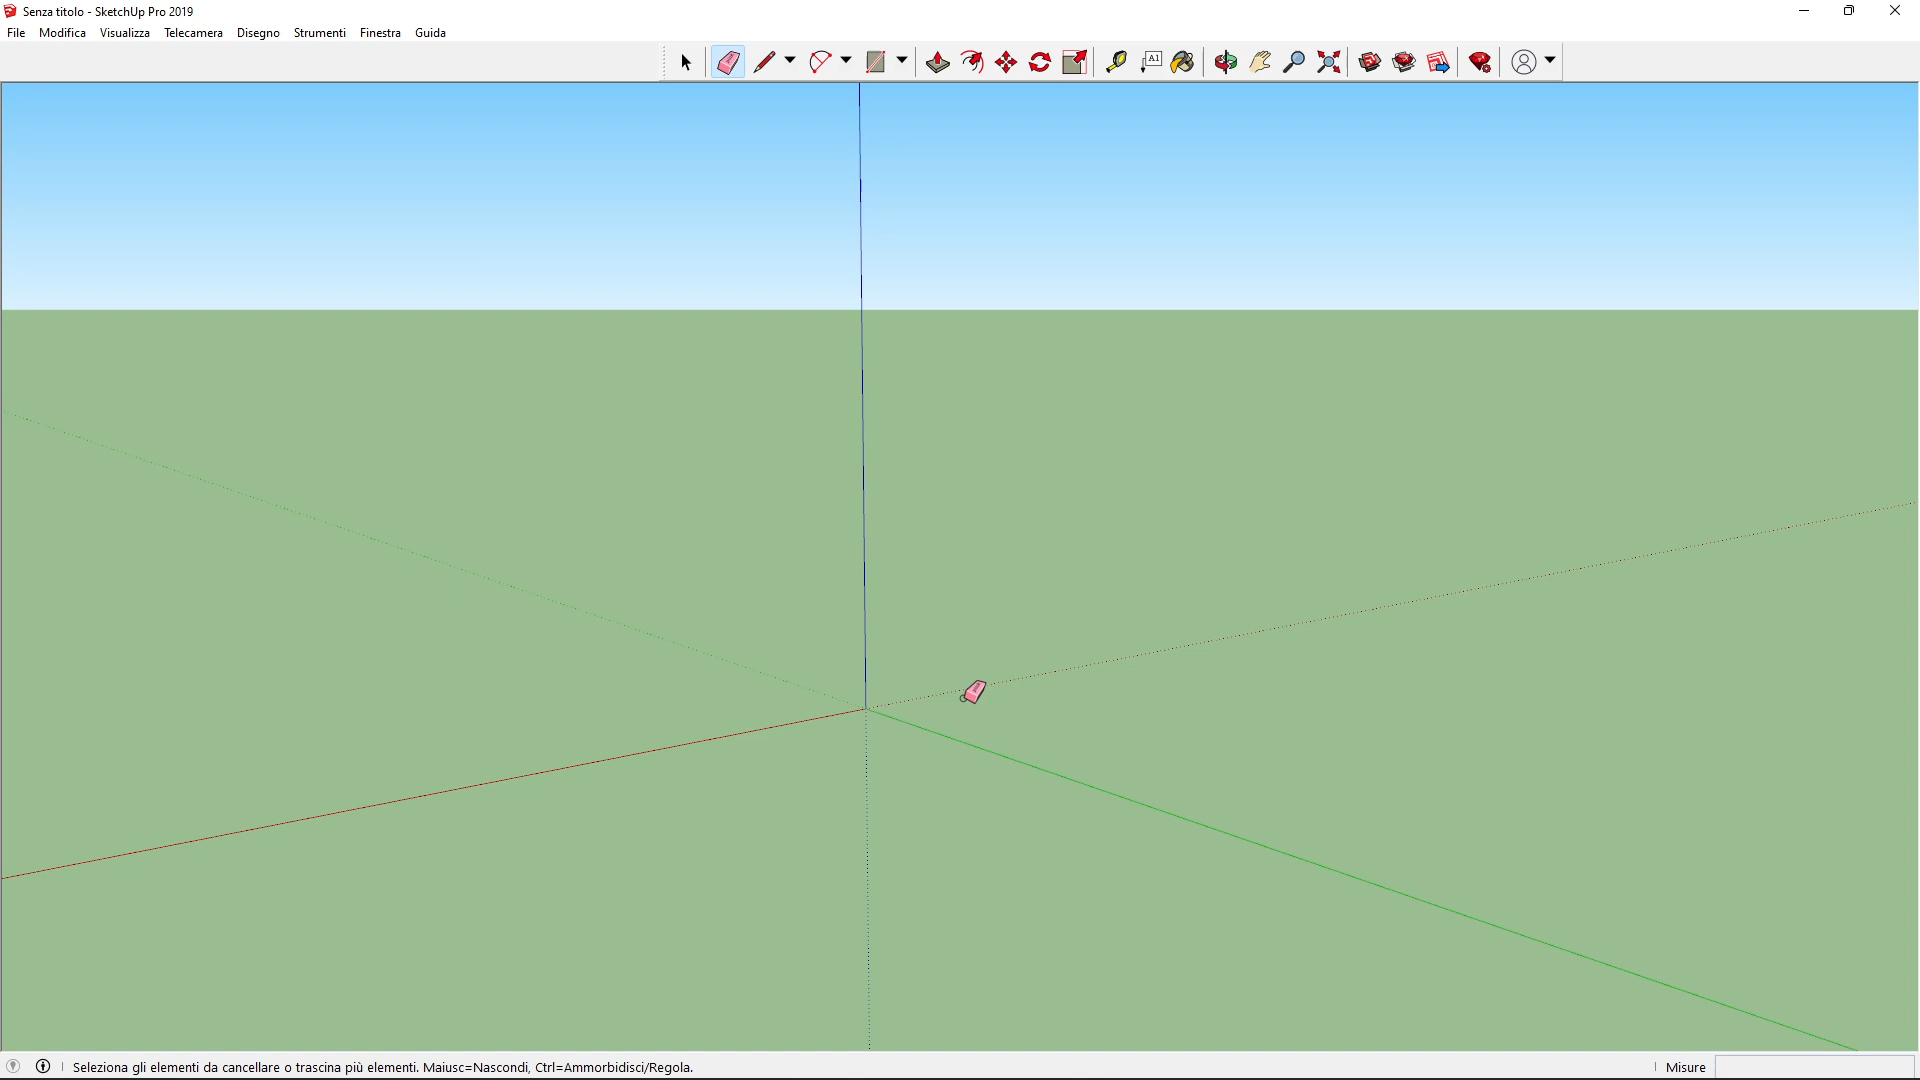 Senza titolo - SketchUp Pro 2019
File Modifica Visualizza Telecamera Disegno Strumenti Finestra Guida
A1
Seleziona gli elementi da cancellare o trascina più elementi. Maiusc=Nascondi, Ctrl=Ammorbidisci/Regola.
Misure